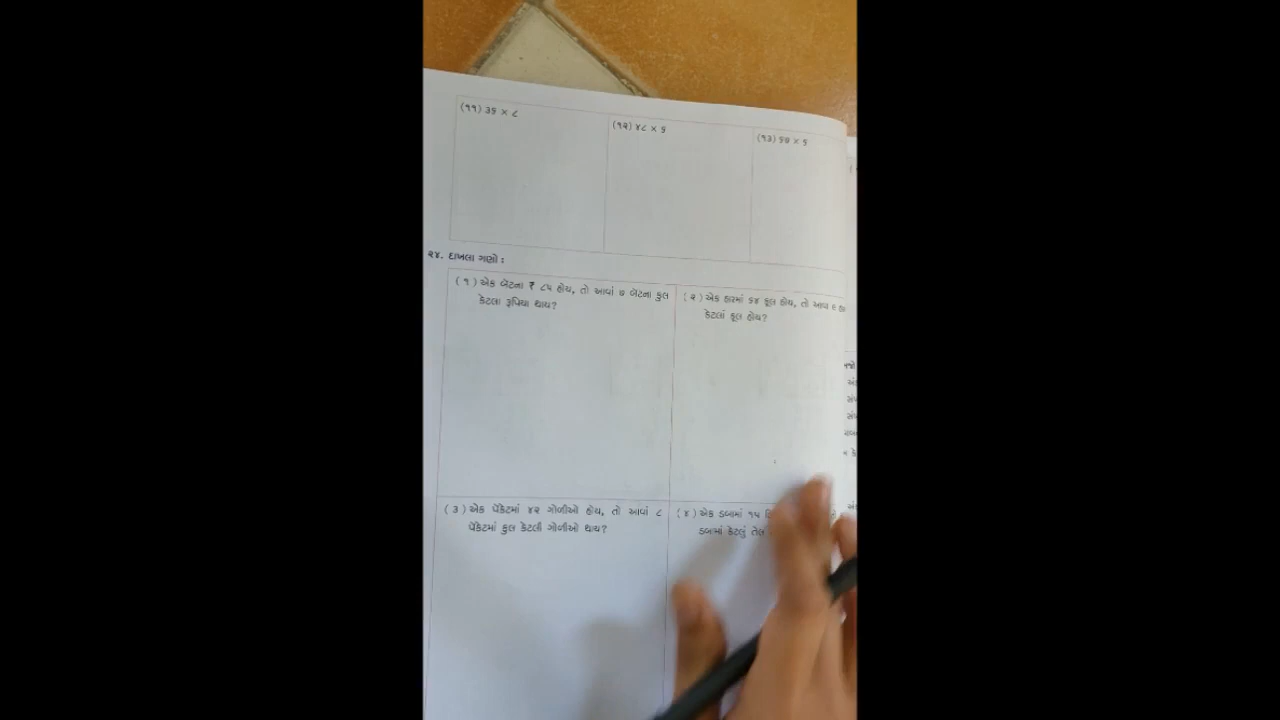 (૧૧) ૩૬ × ૮
(૧૨) ૪૮ × ૬
(૧૩) ૬૭ × ૬
૨૪. દાખલા ગણો :
(૧) એક બેટના ₹ ૮૫ હોય, તો આવાં ૭ બેટના કુલ
કેટલા રૂપિયા થાય?
(૨) એક હારમાં ૬૪ ફૂલ હોય, તો આવા ૯
કેટલાં ફૂલ હોય?
(૩) એક પેકેટમાં ૪૨ ગોળીઓ હોય, તો આવાં ૮
પેકેટમાં કુલ કેટલી ગોળીઓ થાય?
(૪) એક ડબામાં ૧૫
ડબામાં કેટલું તેલ